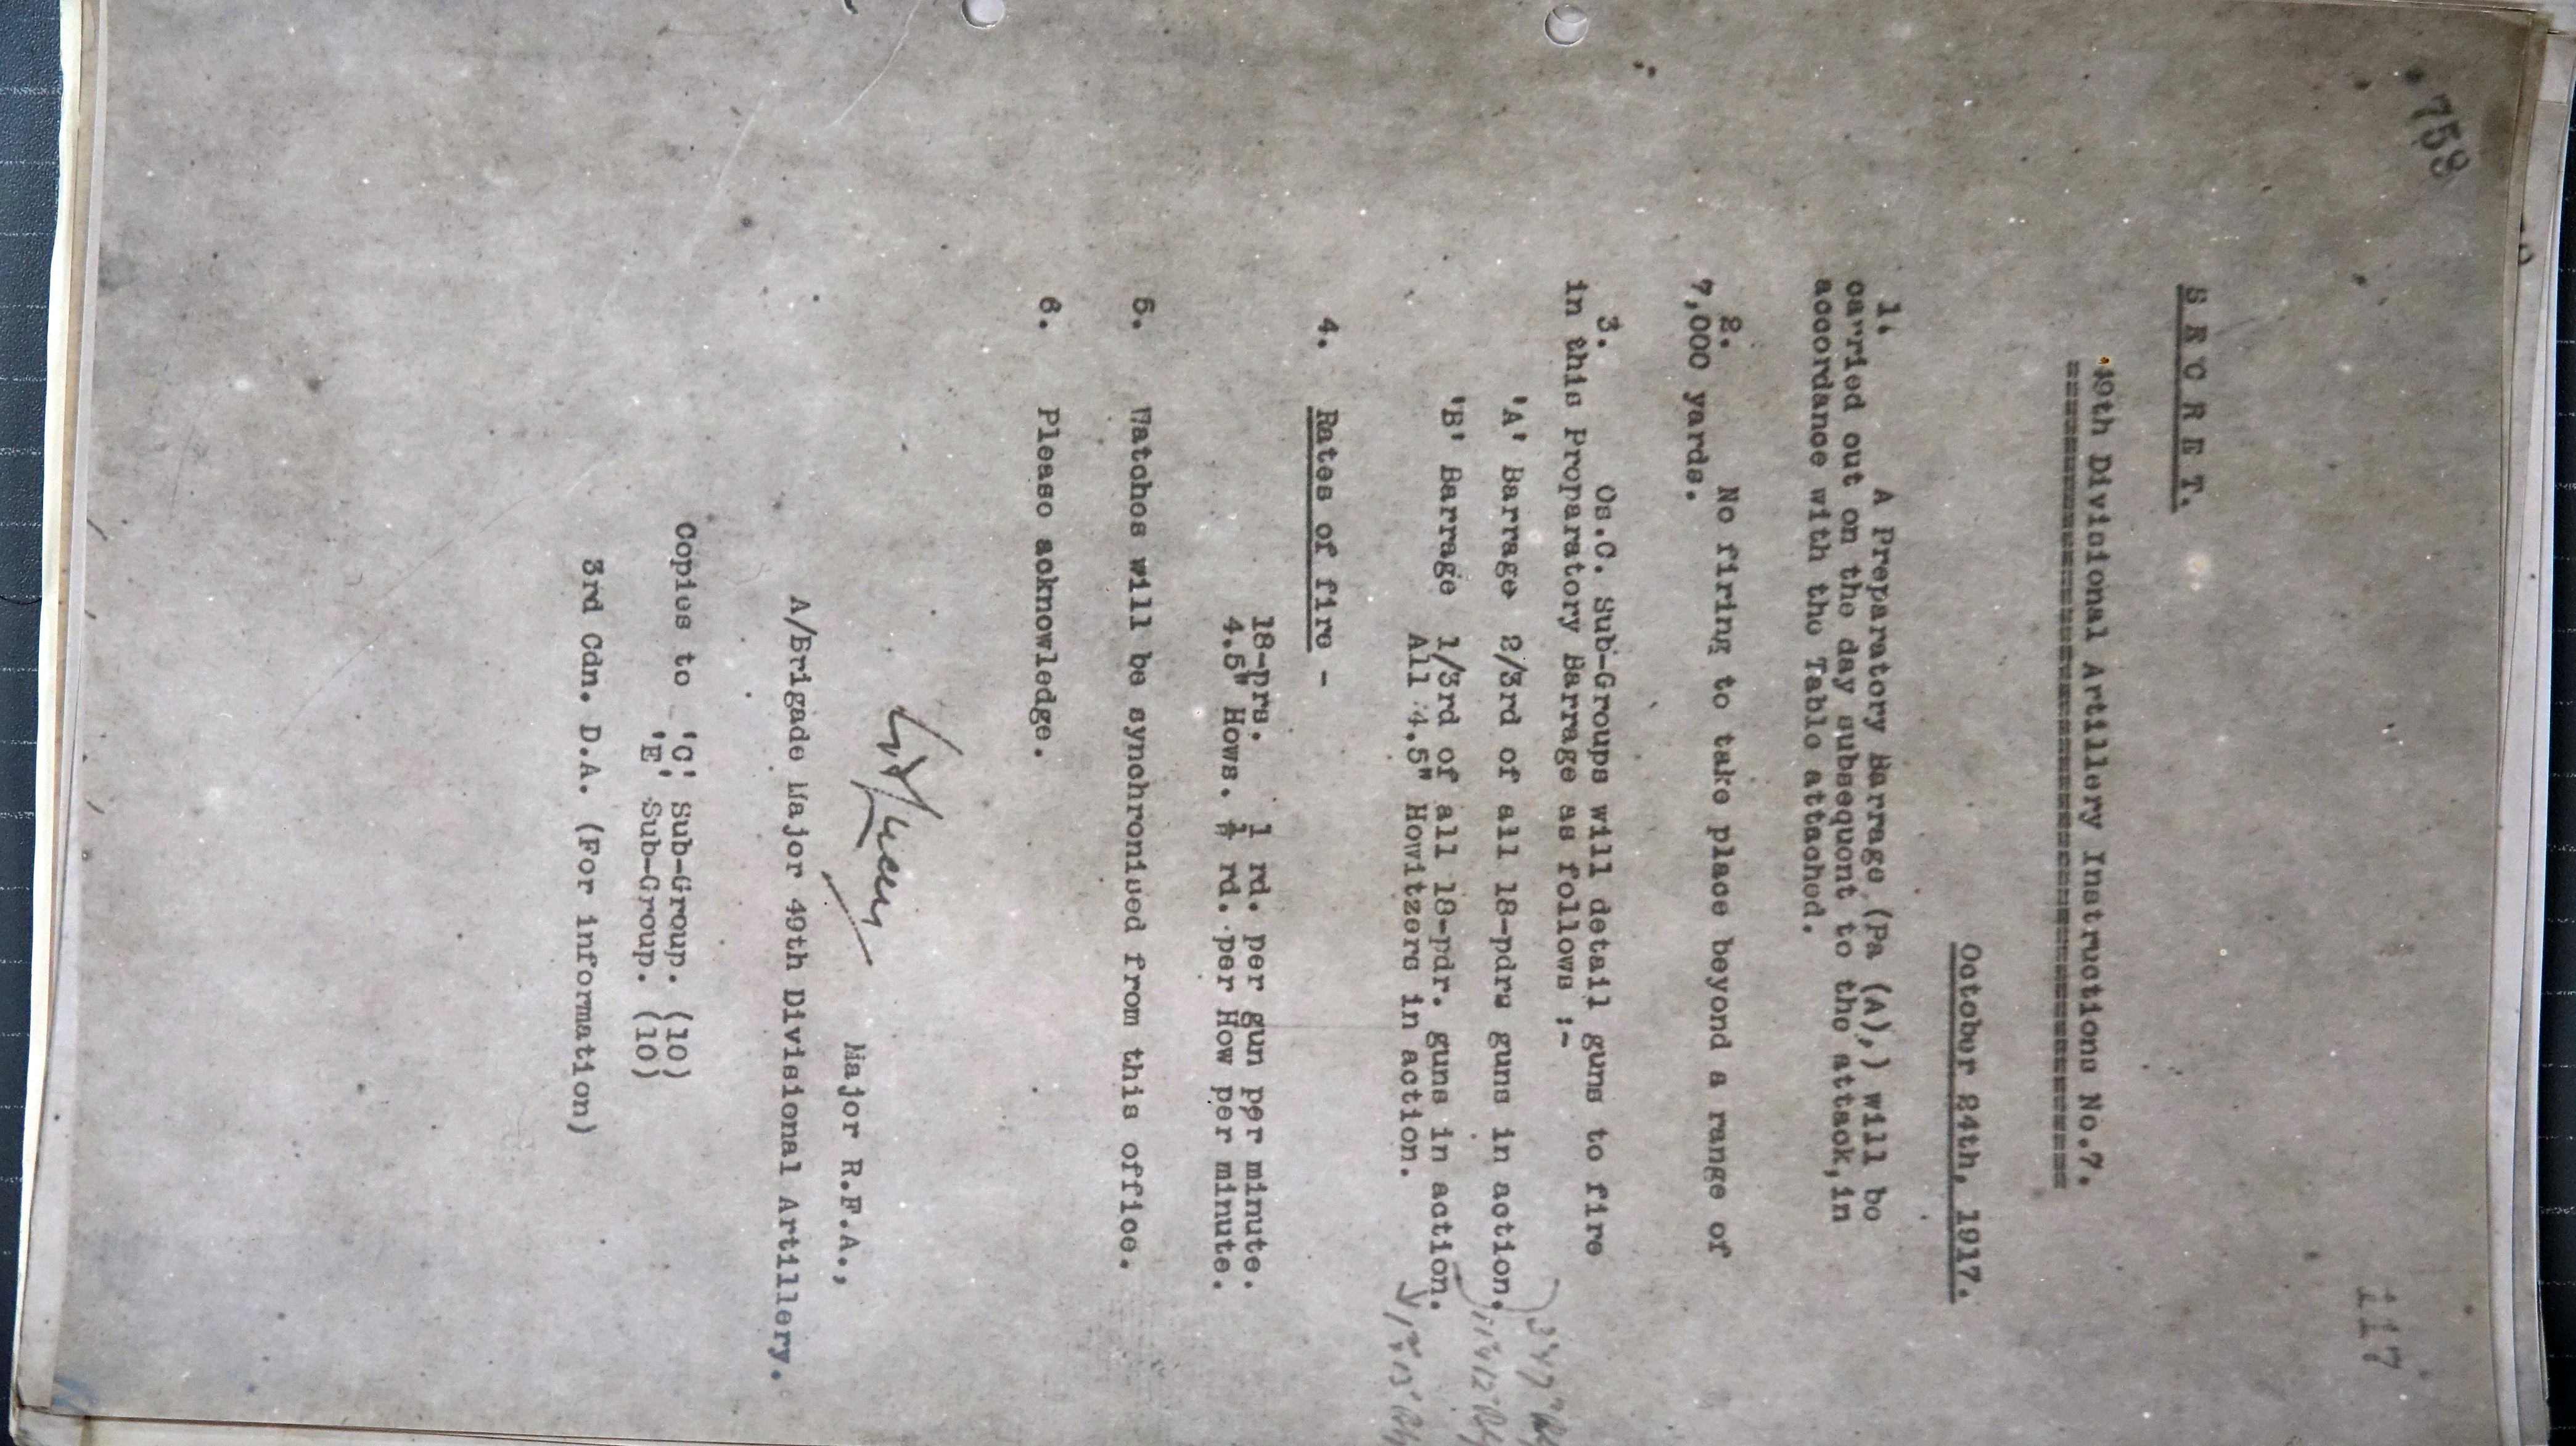 758
117
S E C R E T.
49th Divisional Artillery Instructions No.7.
October 24th, 1917.
1. A Preparatory Barrage (Pa (A),) will be
carried out on the day subsequent to the attack, in
accordance with the Table attached.
2. No firing to take place beyond a range of
7,000 yards.
3. Os.C. Sub-Groups will detail guns to fire
in this Preparatory Barrage as follows :-
'A' Barrage 2/3rd of all 18-pdrs guns in action.
'B' Barrage 1/3rd of all 18-pdr. guns in action.
All 4.5" Howitzers in action.
4. Rates of fire -
18-prs. 1 rd. per gun per minute.
4.5" Hows. rd. per How per minute.
5. Watches will be synchronised from this office.
6. Please acknowledge.
Major R.F.A.,
A/Brigade Major 49th Divisional Artillery.
Copies to 'C' Sub-Group. (10)
'E' Sub-Group. (10)
3rd Cdn. D.A. (For information)